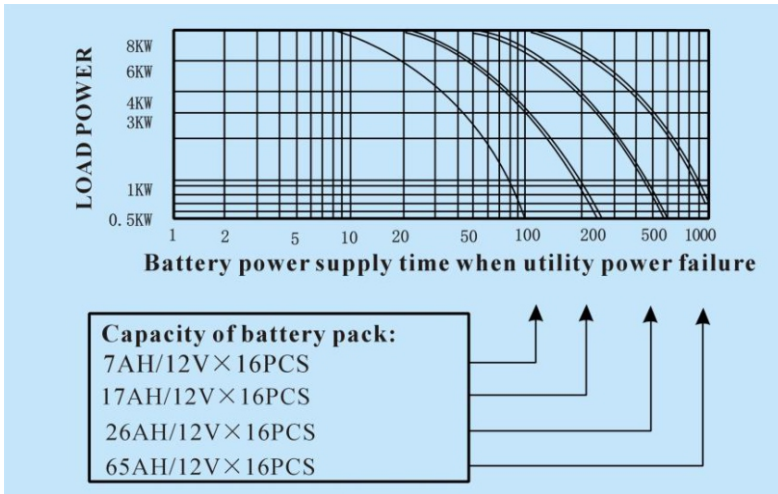 LOAD POWER
8KW
6KW
4KW
3KW
1KW
0.5KW
1 2 5 10 20 50 100 200 500 1000
Battery power supply time when utility power failure
Capacity of battery pack:
7AH/12V×16PCS
17AH/12V×16PCS
26AH/12V×16PCS
65AH/12V×16PCS